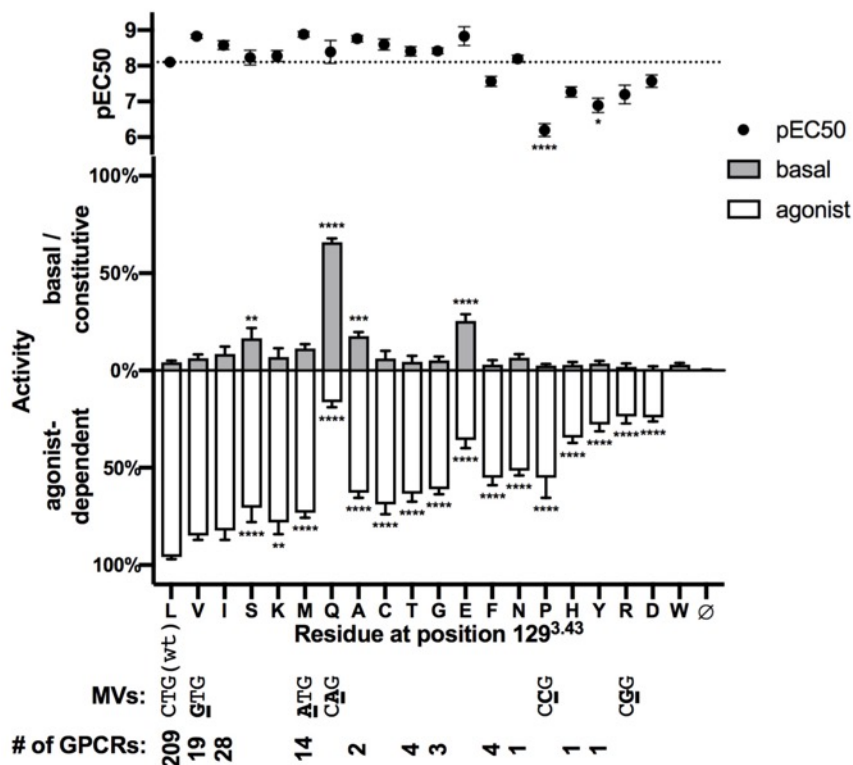 9
8
7
6
pEC50
****
*
pEC50
basal
agonist
100%
50%
0%
50%
100%
Activity
basal /
constitutive
agonist-
dependent
** **** *** ****
**** ** **** **** **** **** **** **** **** **** **** **** **** **** **** ****
L V I S K M Q A C T G E F N P H Y R D W ∅
Residue at position 129^3.43
MVs: CTG(wt) GTG ATG CAG CCG CGG
# of GPCRs: 209 19 28 14 2 4 3 4 1 1 1